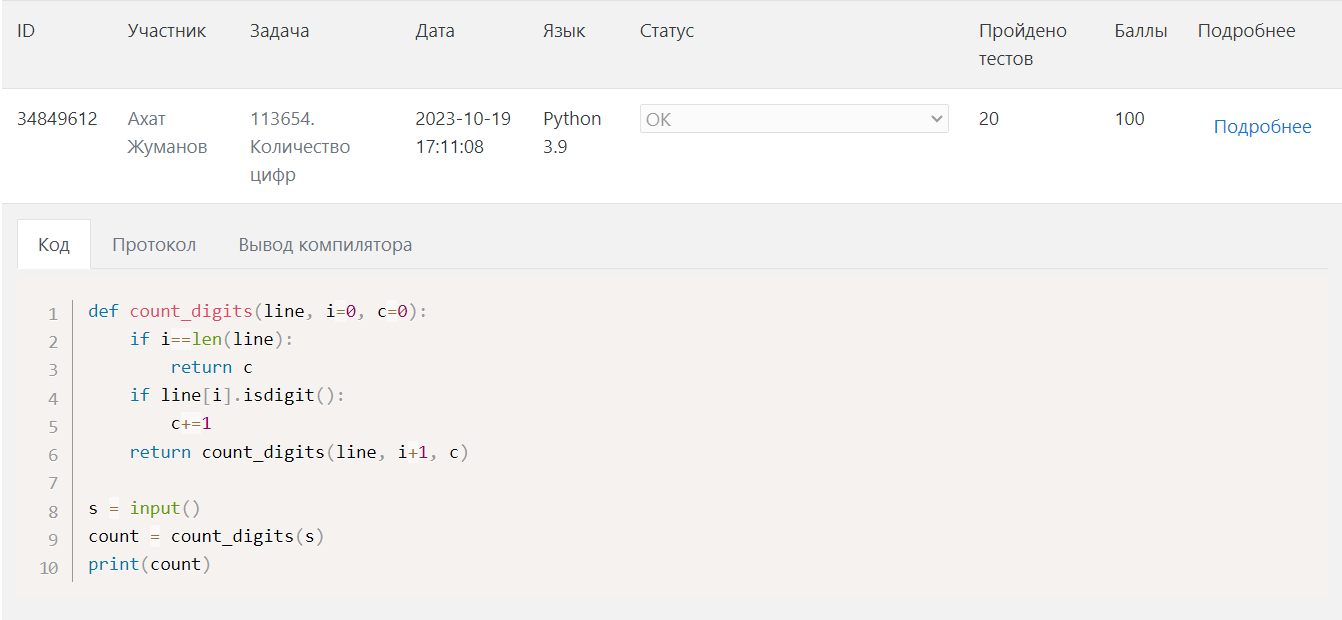 ID Участник Задача Дата Язык Статус Пройдено тестов Баллы Подробнее
34849612 Ахат Жуманов 113654. Количество цифр 2023-10-19 17:11:08 Python 3.9 OK 20 100 Подробнее
Код Протокол Вывод компилятора
1 def count_digits(line, i=0, c=0):
2     if i==len(line):
3         return c
4     if line[i].isdigit():
5         c+=1
6     return count_digits(line, i+1, c)
7
8 s = input()
9 count = count_digits(s)
10 print(count)